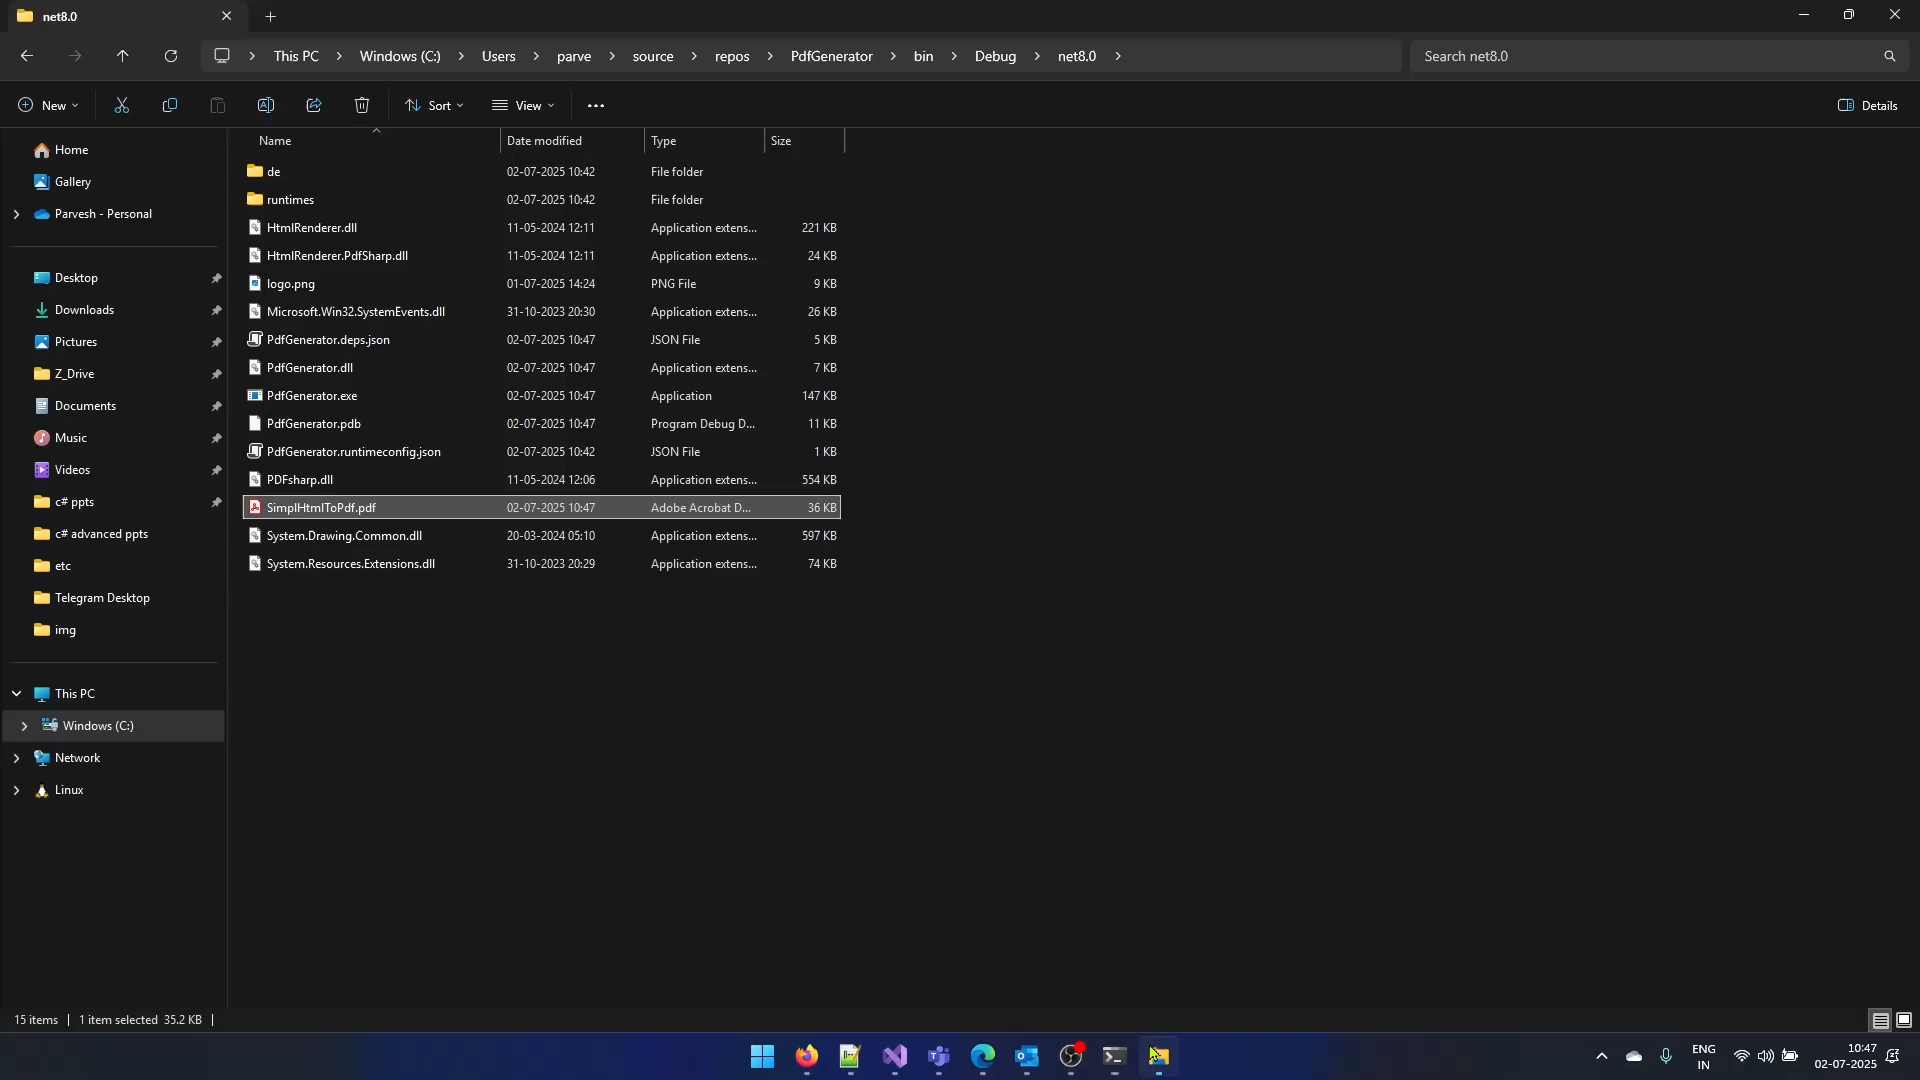 net8.0
This PC Windows (C:) Users parve source repos PdfGenerator bin Debug net8.0
Search net8.0
New
Sort
View
Details
Name Date modified Type Size
Home
Gallery
Parvesh - Personal
Desktop
Downloads
Pictures
Z_Drive
Documents
Music
Videos
c# ppts
c# advanced ppts
etc
Telegram Desktop
img
This PC
Windows (C:)
Network
Linux
de 02-07-2025 10:42 File folder
runtimes 02-07-2025 10:42 File folder
HtmlRenderer.dll 11-05-2024 12:11 Application extens... 221 KB
HtmlRenderer.PdfSharp.dll 11-05-2024 12:11 Application extens... 24 KB
logo.png 01-07-2025 14:24 PNG File 9 KB
Microsoft.Win32.SystemEvents.dll 31-10-2023 20:30 Application extens... 26 KB
PdfGenerator.deps.json 02-07-2025 10:47 JSON File 5 KB
PdfGenerator.dll 02-07-2025 10:47 Application extens... 7 KB
PdfGenerator.exe 02-07-2025 10:47 Application 147 KB
PdfGenerator.pdb 02-07-2025 10:47 Program Debug D... 11 KB
PdfGenerator.runtimeconfig.json 02-07-2025 10:42 JSON File 1 KB
PDFsharp.dll 11-05-2024 12:06 Application extens... 554 KB
SimplHtmlToPdf.pdf 02-07-2025 10:47 Adobe Acrobat D... 36 KB
System.Drawing.Common.dll 20-03-2024 05:10 Application extens... 597 KB
System.Resources.Extensions.dll 31-10-2023 20:29 Application extens... 74 KB
15 items 1 item selected 35.2 KB
ENG
IN
10:47
02-07-2025